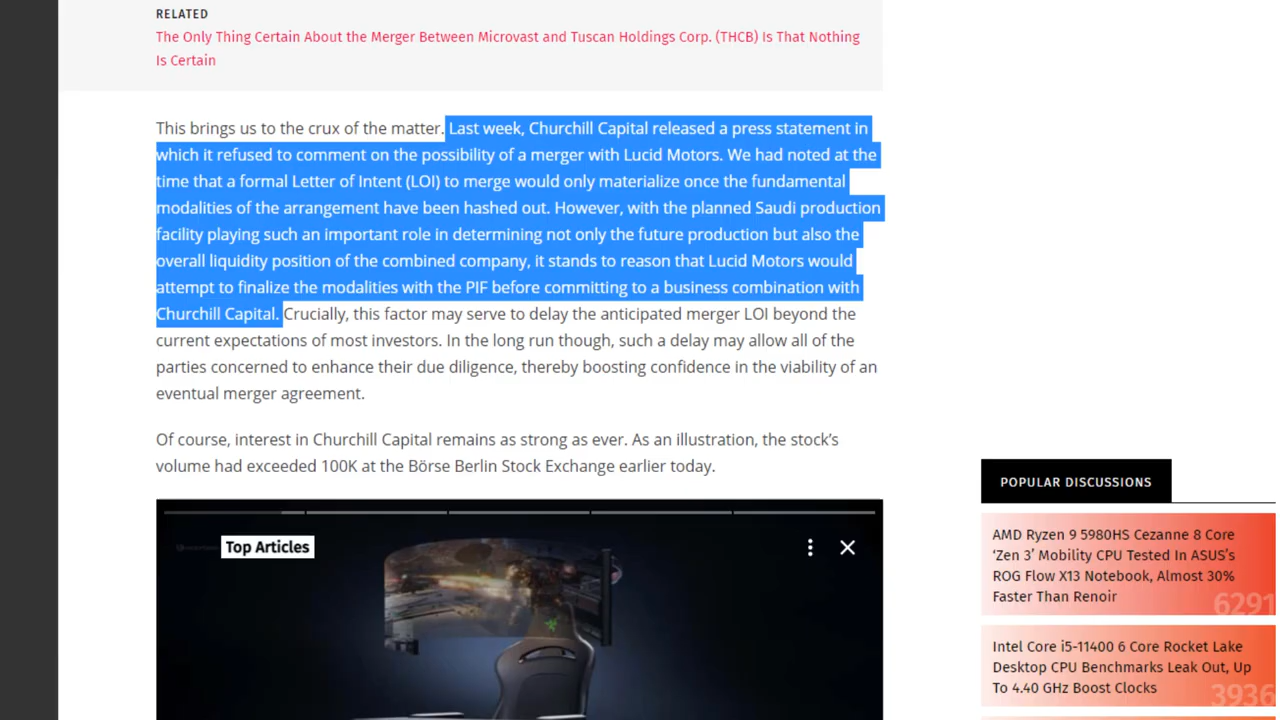 RELATED
The Only Thing Certain About the Merger Between Microvast and Tuscan Holdings Corp. (THCB) Is That Nothing
Is Certain
This brings us to the crux of the matter. Last week, Churchill Capital released a press statement in
which it refused to comment on the possibility of a merger with Lucid Motors. We had noted at the
time that a formal Letter of Intent (LOI) to merge would only materialize once the fundamental
modalities of the arrangement have been hashed out. However, with the planned Saudi production
facility playing such an important role in determining not only the future production but also the
overall liquidity position of the combined company, it stands to reason that Lucid Motors would
attempt to finalize the modalities with the PIF before committing to a business combination with
Churchill Capital. Crucially, this factor may serve to delay the anticipated merger LOI beyond the
current expectations of most investors. In the long run though, such a delay may allow all of the
parties concerned to enhance their due diligence, thereby boosting confidence in the viability of an
eventual merger agreement.
Of course, interest in Churchill Capital remains as strong as ever. As an illustration, the stock's
volume had exceeded 100K at the Börse Berlin Stock Exchange earlier today.
Top Articles
POPULAR DISCUSSIONS
AMD Ryzen 9 5980HS Cezanne 8 Core
‘Zen 3’ Mobility CPU Tested In ASUS’s
ROG Flow X13 Notebook, Almost 30%
Faster Than Renoir
6291
Intel Core i5-11400 6 Core Rocket Lake
Desktop CPU Benchmarks Leak Out, Up
To 4.40 GHz Boost Clocks
3936